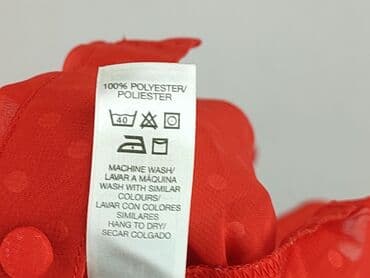 100% POLYESTER/
POLIESTER
40
MACHINE WASH/
LAVAR A MÁQUINA
WASH WITH SIMILAR
COLOURS/
LAVAR CON COLORES
SIMILARES
HANG TO DRY/
SECAR COLGADO